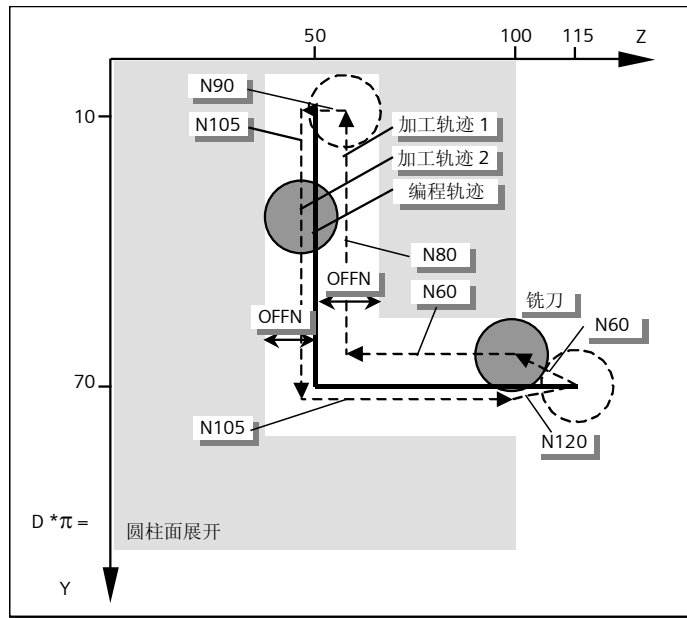 50
100
115
Z
N90
10
N105
加工轨迹 1
加工轨迹 2
编程轨迹
N80
OFFN
N60
铣刀
OFFN
N60
70
N105
N120
D *π =
圆柱面展开
Y